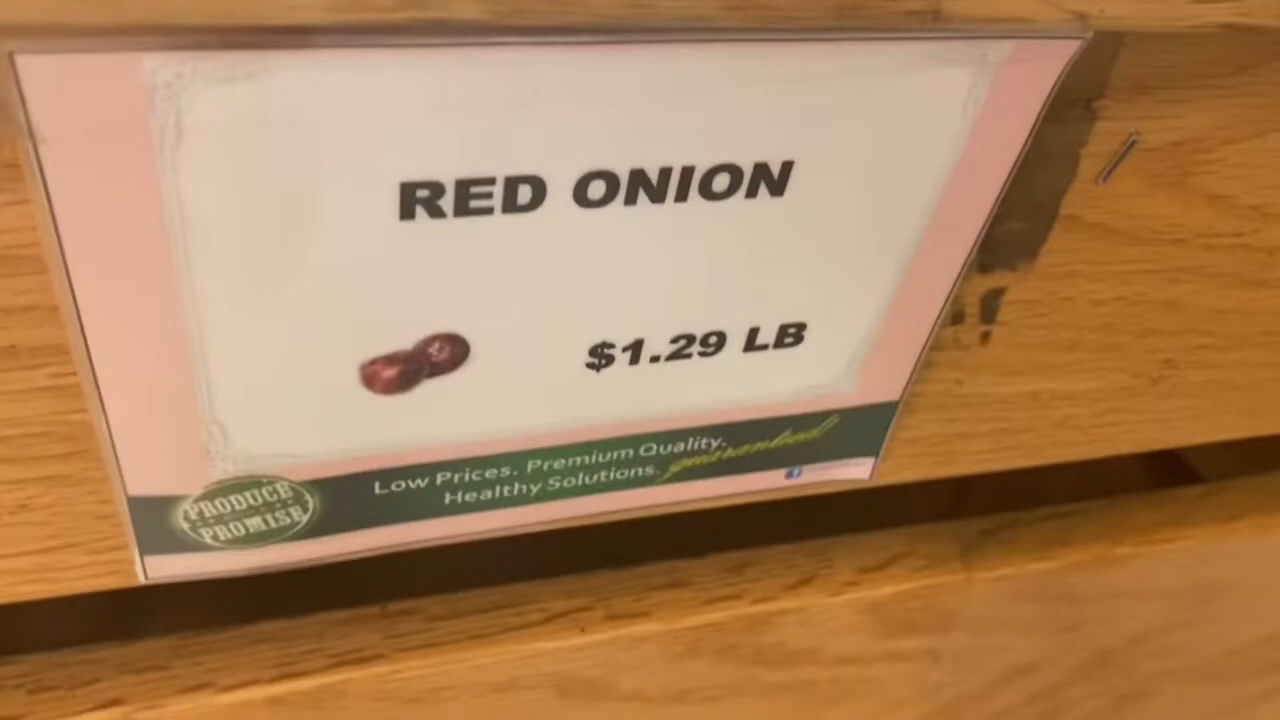 RED ONION
$1.29 LB
Low Prices. Premium Quality.
Healthy Solutions. guaranteed!
PRODUCE
PROMISE